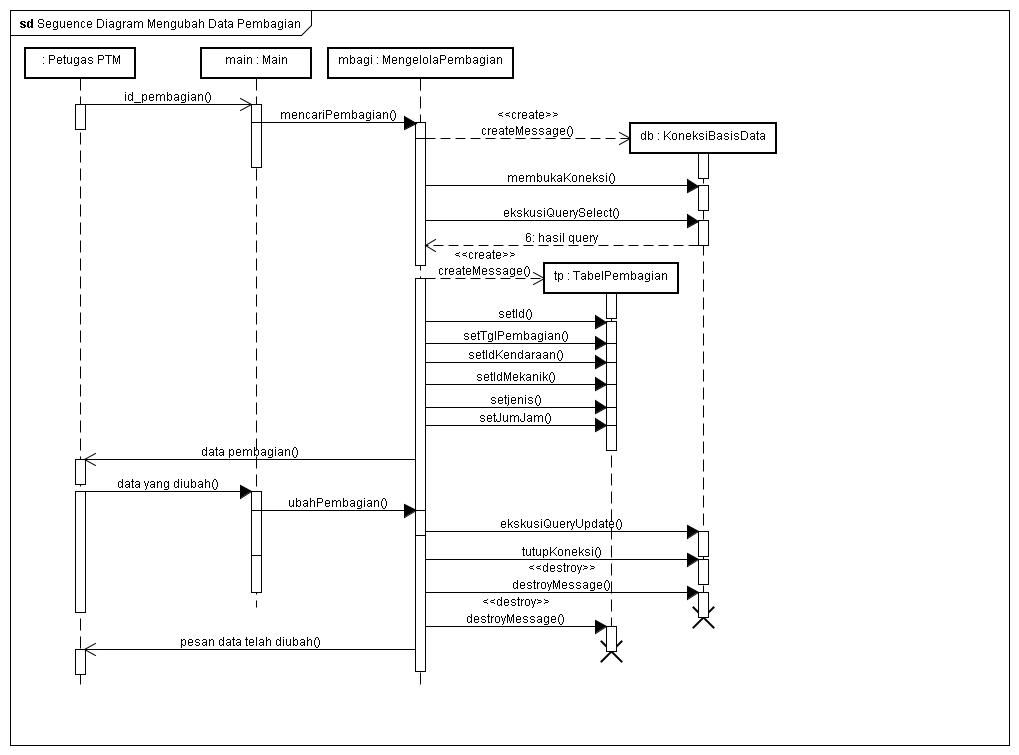 sd Seguence Diagram Mengubah Data Pembagian
: Petugas PTM
main : Main
mbagi : MengelolaPembagian
id_pembagian()
mencariPembagian()
<<create>>
createMessage()
db : KoneksiBasisData
membukaKoneksi()
ekskusiQuerySelect()
6: hasil query
<<create>>
createMessage()
tp : TabelPembagian
setId()
setTglPembagian()
setIdKendaraan()
setIdMekanik()
setjenis()
setJumJam()
data pembagian()
data yang diubah()
ubahPembagian()
ekskusiQueryUpdate()
tutupKoneksi()
<<destroy>>
destroyMessage()
<<destroy>>
destroyMessage()
pesan data telah diubah()